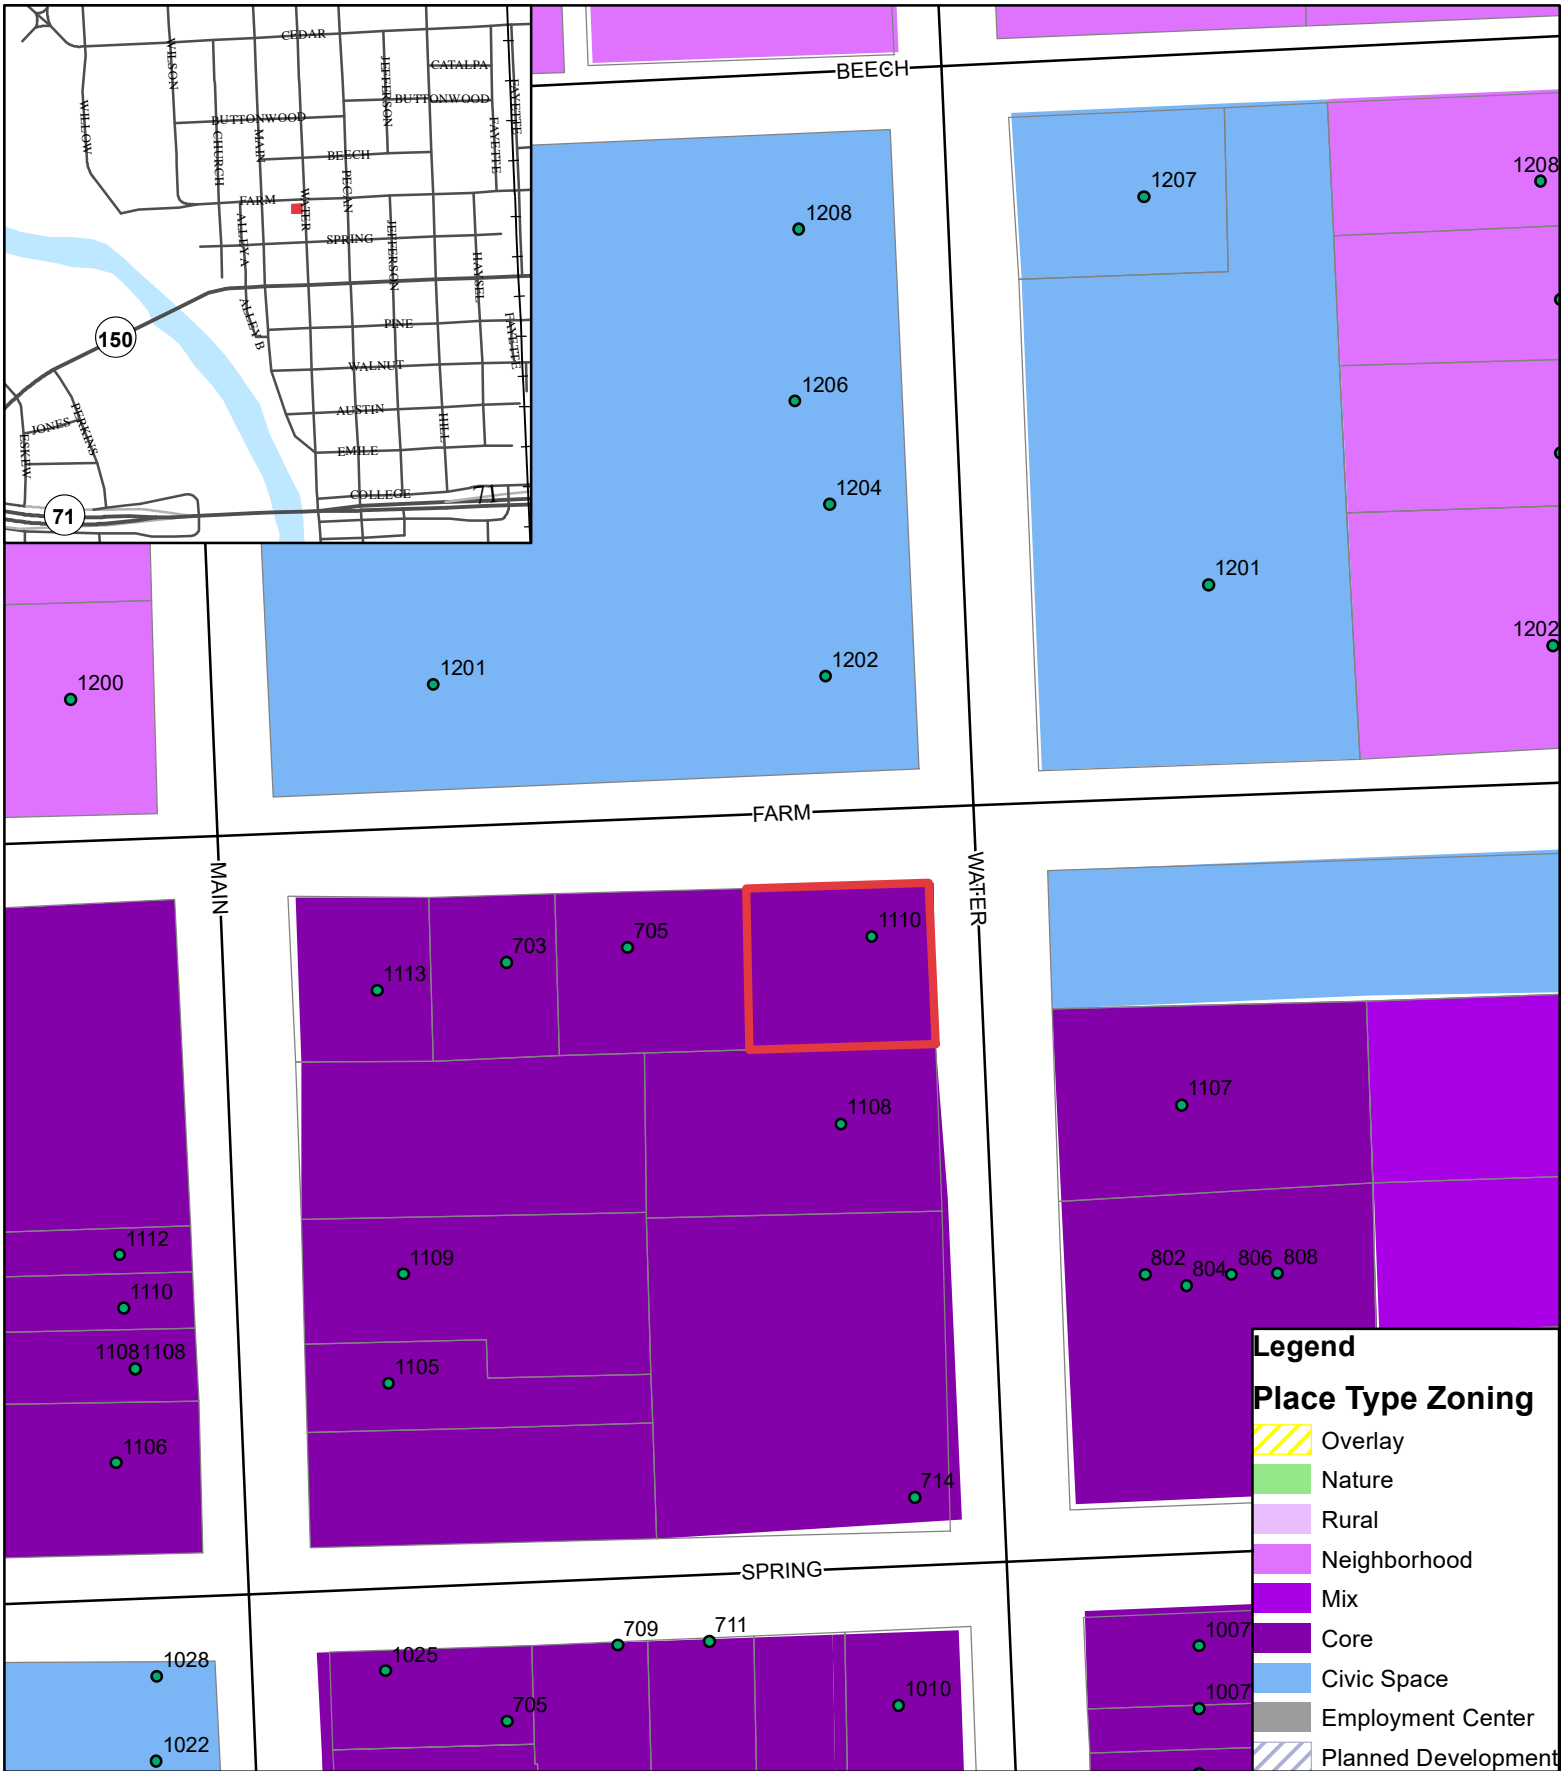 CEDAR
WILSON
JEFFERSON
CATALPA
FAYETTE
WILLOW
BUTTONWOOD
BUTTONWOOD
CHURCH
MAIN
FAYETTE
BEECH
PECAN
FARM
WATER
ALLEY A
SPRING
JEFFERSON
HAYSEL
ALLEY B
PINE
FAYETTE
150
WALNUT
AUSTIN
JONES
PERKINS
HILL
ESKEW
EMILE
COLLEGE
71
71
BEECH
1208
1207
1208
1206
1204
1201
1202
1200
1201
1202
FARM
MAIN
WATER
1113
703
705
1110
1108
1107
1112
1109
802
804
806
808
1110
1108
1108
1105
1106
714
SPRING
709
711
1028
1025
1007
705
1010
1007
1022
Legend
Place Type Zoning
Overlay
Nature
Rural
Neighborhood
Mix
Core
Civic Space
Employment Center
Planned Development